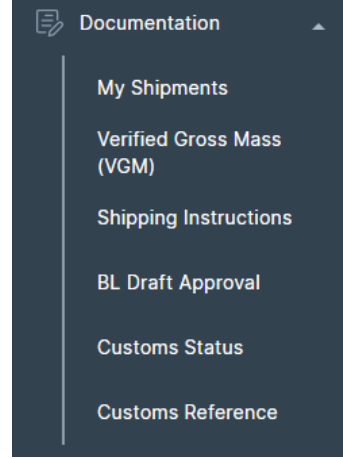 Documentation
My Shipments
Verified Gross Mass
(VGM)
Shipping Instructions
BL Draft Approval
Customs Status
Customs Reference